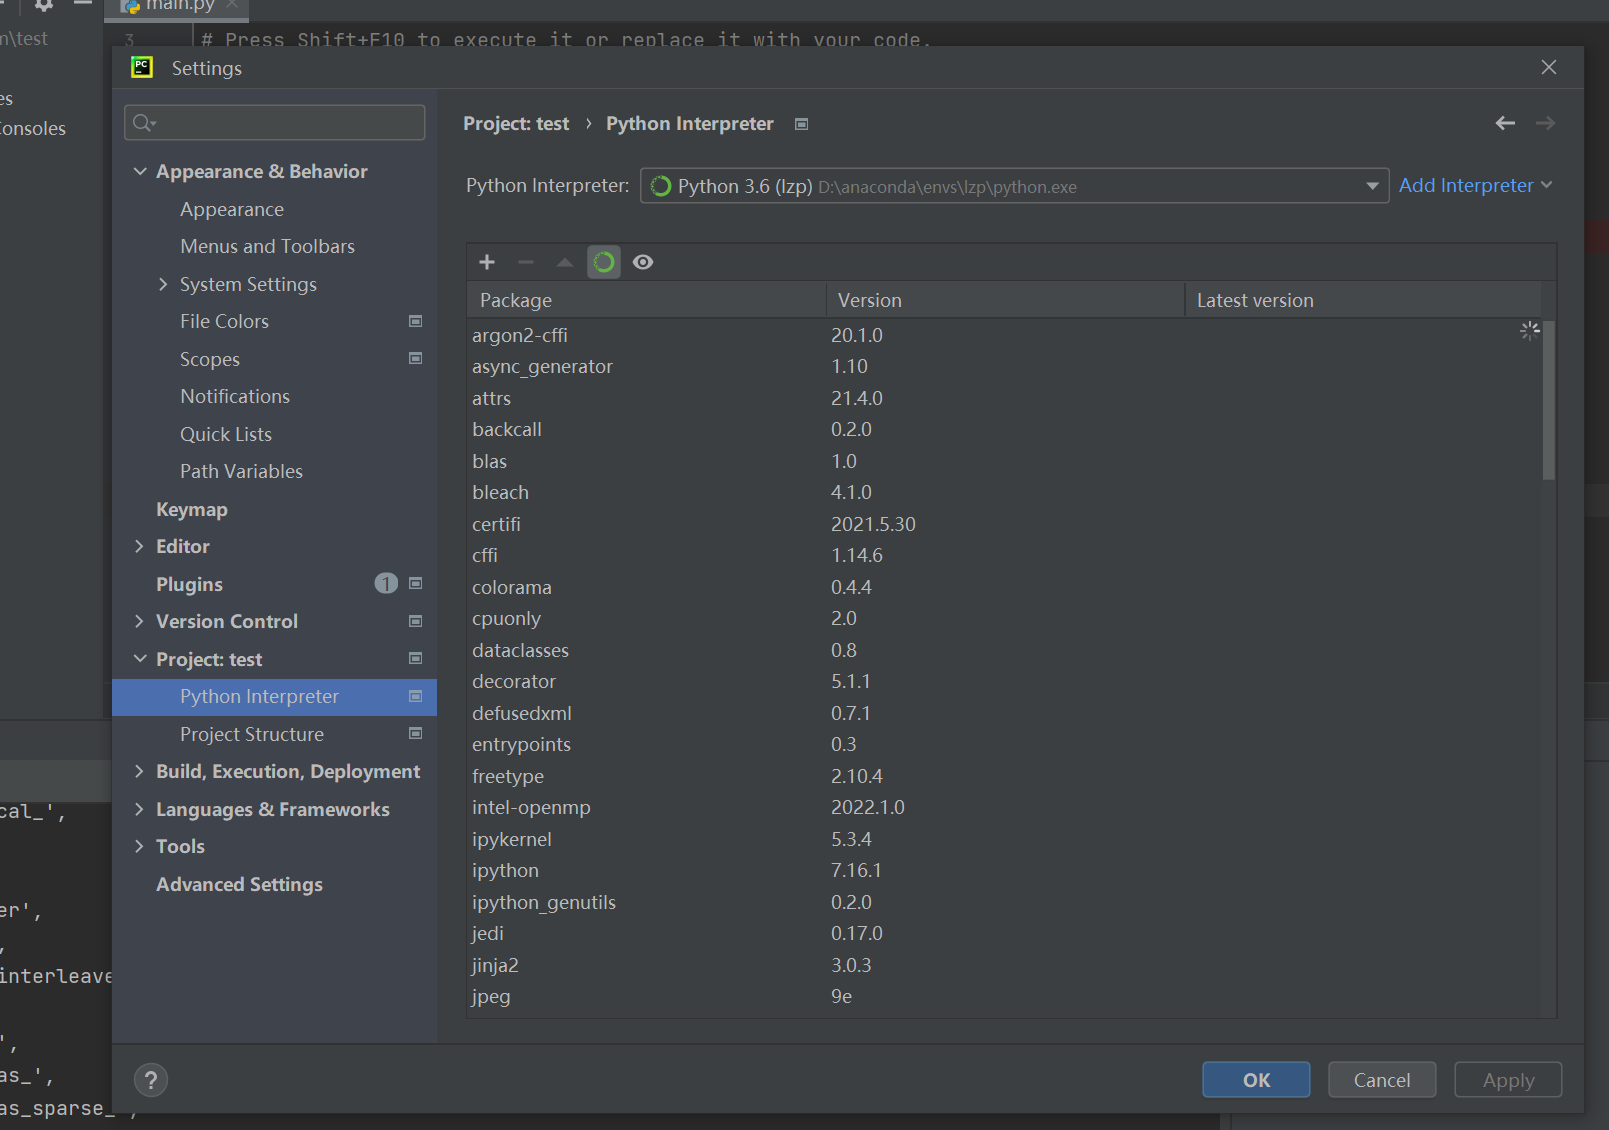 main.py
n\test
3
# Press Shift+F10 to execute it or replace it with your code.
es
Consoles
PC
Settings
Project: test › Python Interpreter
Python Interpreter: Python 3.6 (lzp) D:\anaconda\envs\lzp\python.exe Add Interpreter
Appearance & Behavior
Appearance
Menus and Toolbars
System Settings
File Colors
Scopes
Notifications
Quick Lists
Path Variables
Keymap
Editor
Plugins 1
Version Control
Project: test
Python Interpreter
Project Structure
Build, Execution, Deployment
Languages & Frameworks
Tools
Advanced Settings
Package Version Latest version
argon2-cffi 20.1.0
async_generator 1.10
attrs 21.4.0
backcall 0.2.0
blas 1.0
bleach 4.1.0
certifi 2021.5.30
cffi 1.14.6
colorama 0.4.4
cpuonly 2.0
dataclasses 0.8
decorator 5.1.1
defusedxml 0.7.1
entrypoints 0.3
freetype 2.10.4
intel-openmp 2022.1.0
ipykernel 5.3.4
ipython 7.16.1
ipython_genutils 0.2.0
jedi 0.17.0
jinja2 3.0.3
jpeg 9e
cal_',
er',
,
interleave
',
as_',
as_sparse_',
?
OK Cancel Apply